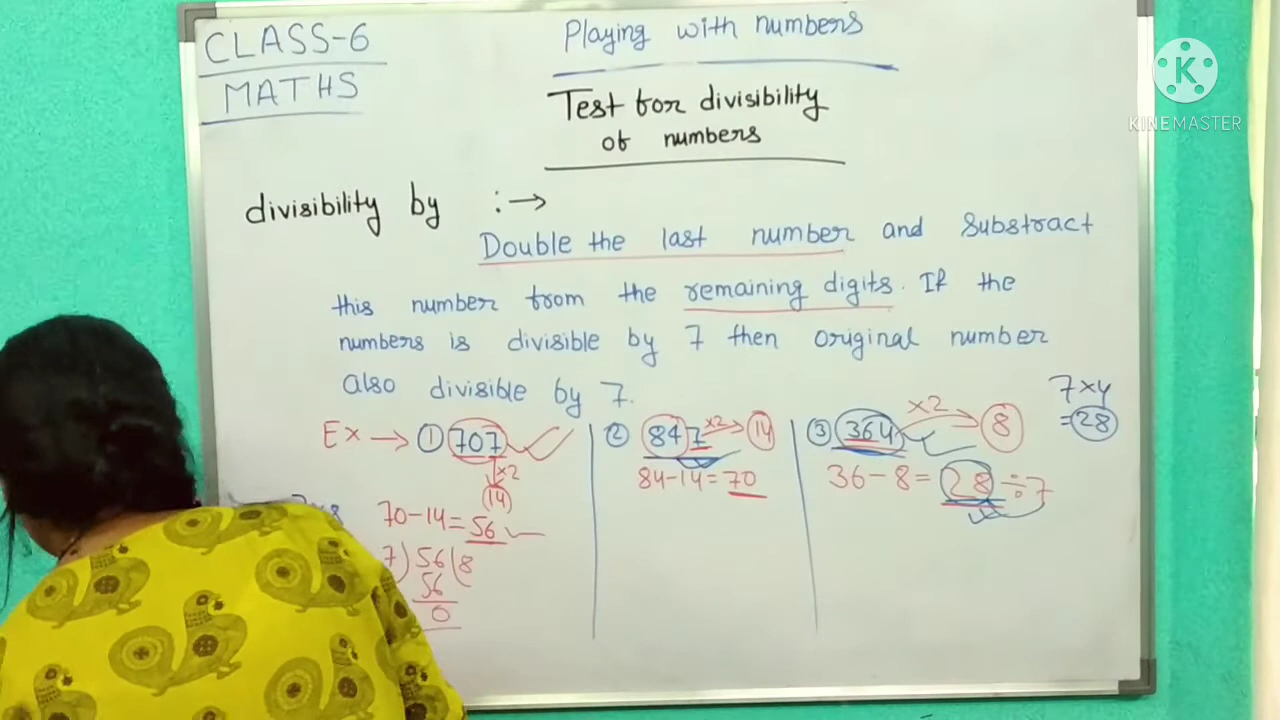 CLASS-6
MATHS
Playing with numbers
Test for divisibility
of numbers
KINEMASTER
divisibility by :→
Double the last number and Substract
this number from the remaining digits. If the
numbers is divisible by 7 then original number
also divisible by 7.
Ex → ① 707
×2
14
70-14=56
7)56(8
56
0
② 847 ×2 → 14
84-14=70
③ 364 ×2 → 8
36-8= 28 ÷7
7×4
=28